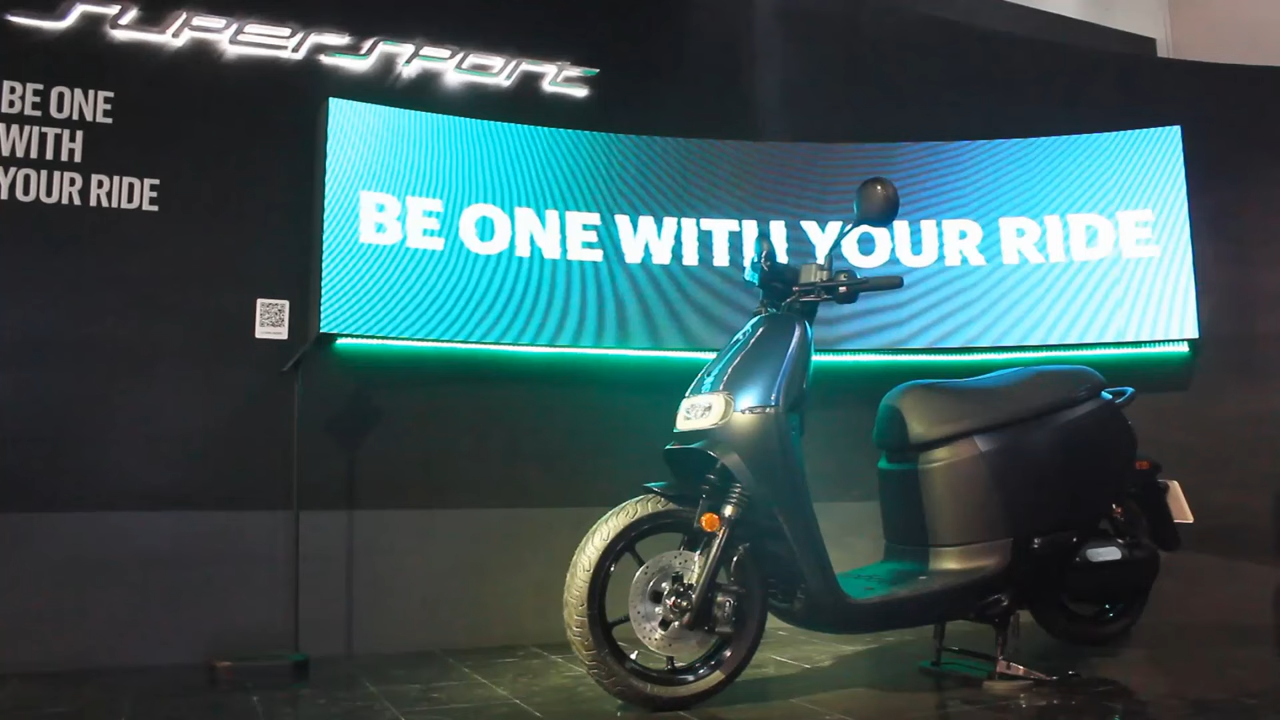 SUPERSPORT
BE ONE
WITH
YOUR RIDE
BE ONE WITH YOUR RIDE